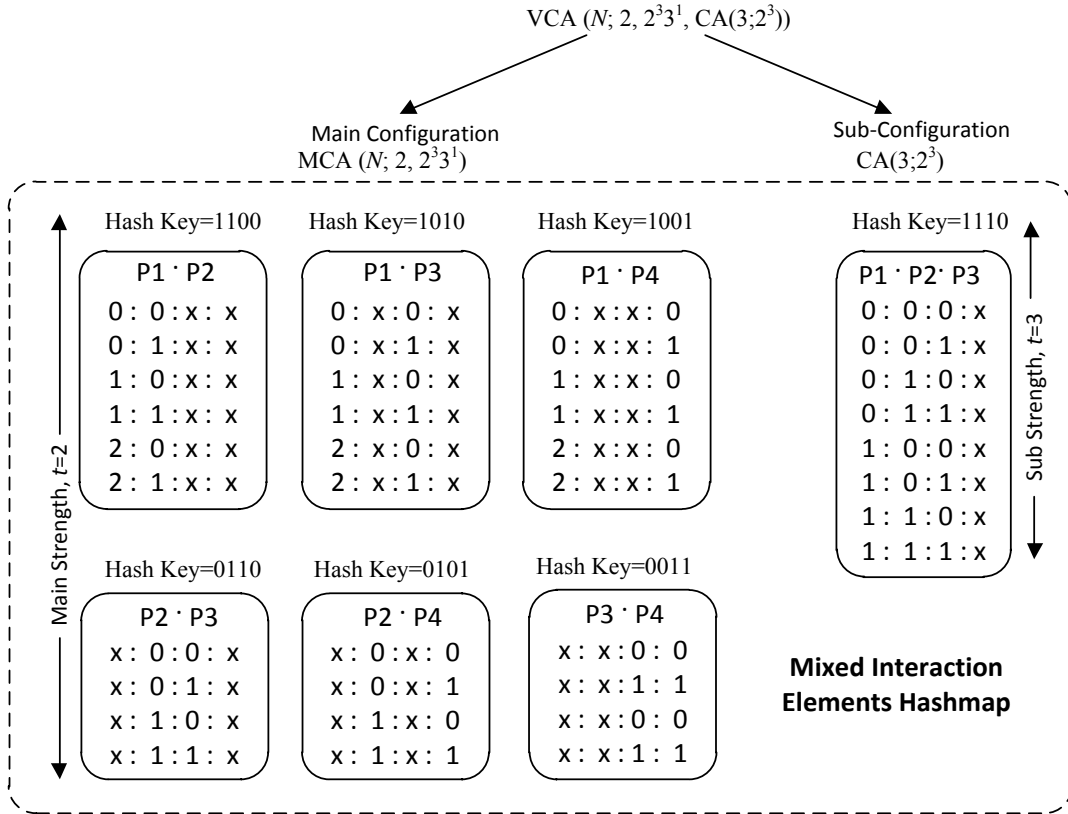 VCA (N; 2, 2³3¹, CA(3;2³))
Main Configuration
MCA (N; 2, 2³3¹)
Sub-Configuration
CA(3;2³)
Main Strength, t=2
Hash Key=1100
P1 · P2
0 : 0 : x : x
0 : 1 : x : x
1 : 0 : x : x
1 : 1 : x : x
2 : 0 : x : x
2 : 1 : x : x
Hash Key=1010
P1 · P3
0 : x : 0 : x
0 : x : 1 : x
1 : x : 0 : x
1 : x : 1 : x
2 : x : 0 : x
2 : x : 1 : x
Hash Key=1001
P1 · P4
0 : x : x : 0
0 : x : x : 1
1 : x : x : 0
1 : x : x : 1
2 : x : x : 0
2 : x : x : 1
Hash Key=1110
P1 · P2 · P3
0 : 0 : 0 : x
0 : 0 : 1 : x
0 : 1 : 0 : x
0 : 1 : 1 : x
1 : 0 : 0 : x
1 : 0 : 1 : x
1 : 1 : 0 : x
1 : 1 : 1 : x
Sub Strength, t=3
Hash Key=0110
P2 · P3
x : 0 : 0 : x
x : 0 : 1 : x
x : 1 : 0 : x
x : 1 : 1 : x
Hash Key=0101
P2 · P4
x : 0 : x : 0
x : 0 : x : 1
x : 1 : x : 0
x : 1 : x : 1
Hash Key=0011
P3 · P4
x : x : 0 : 0
x : x : 1 : 1
x : x : 0 : 0
x : x : 1 : 1
Mixed Interaction
Elements Hashmap